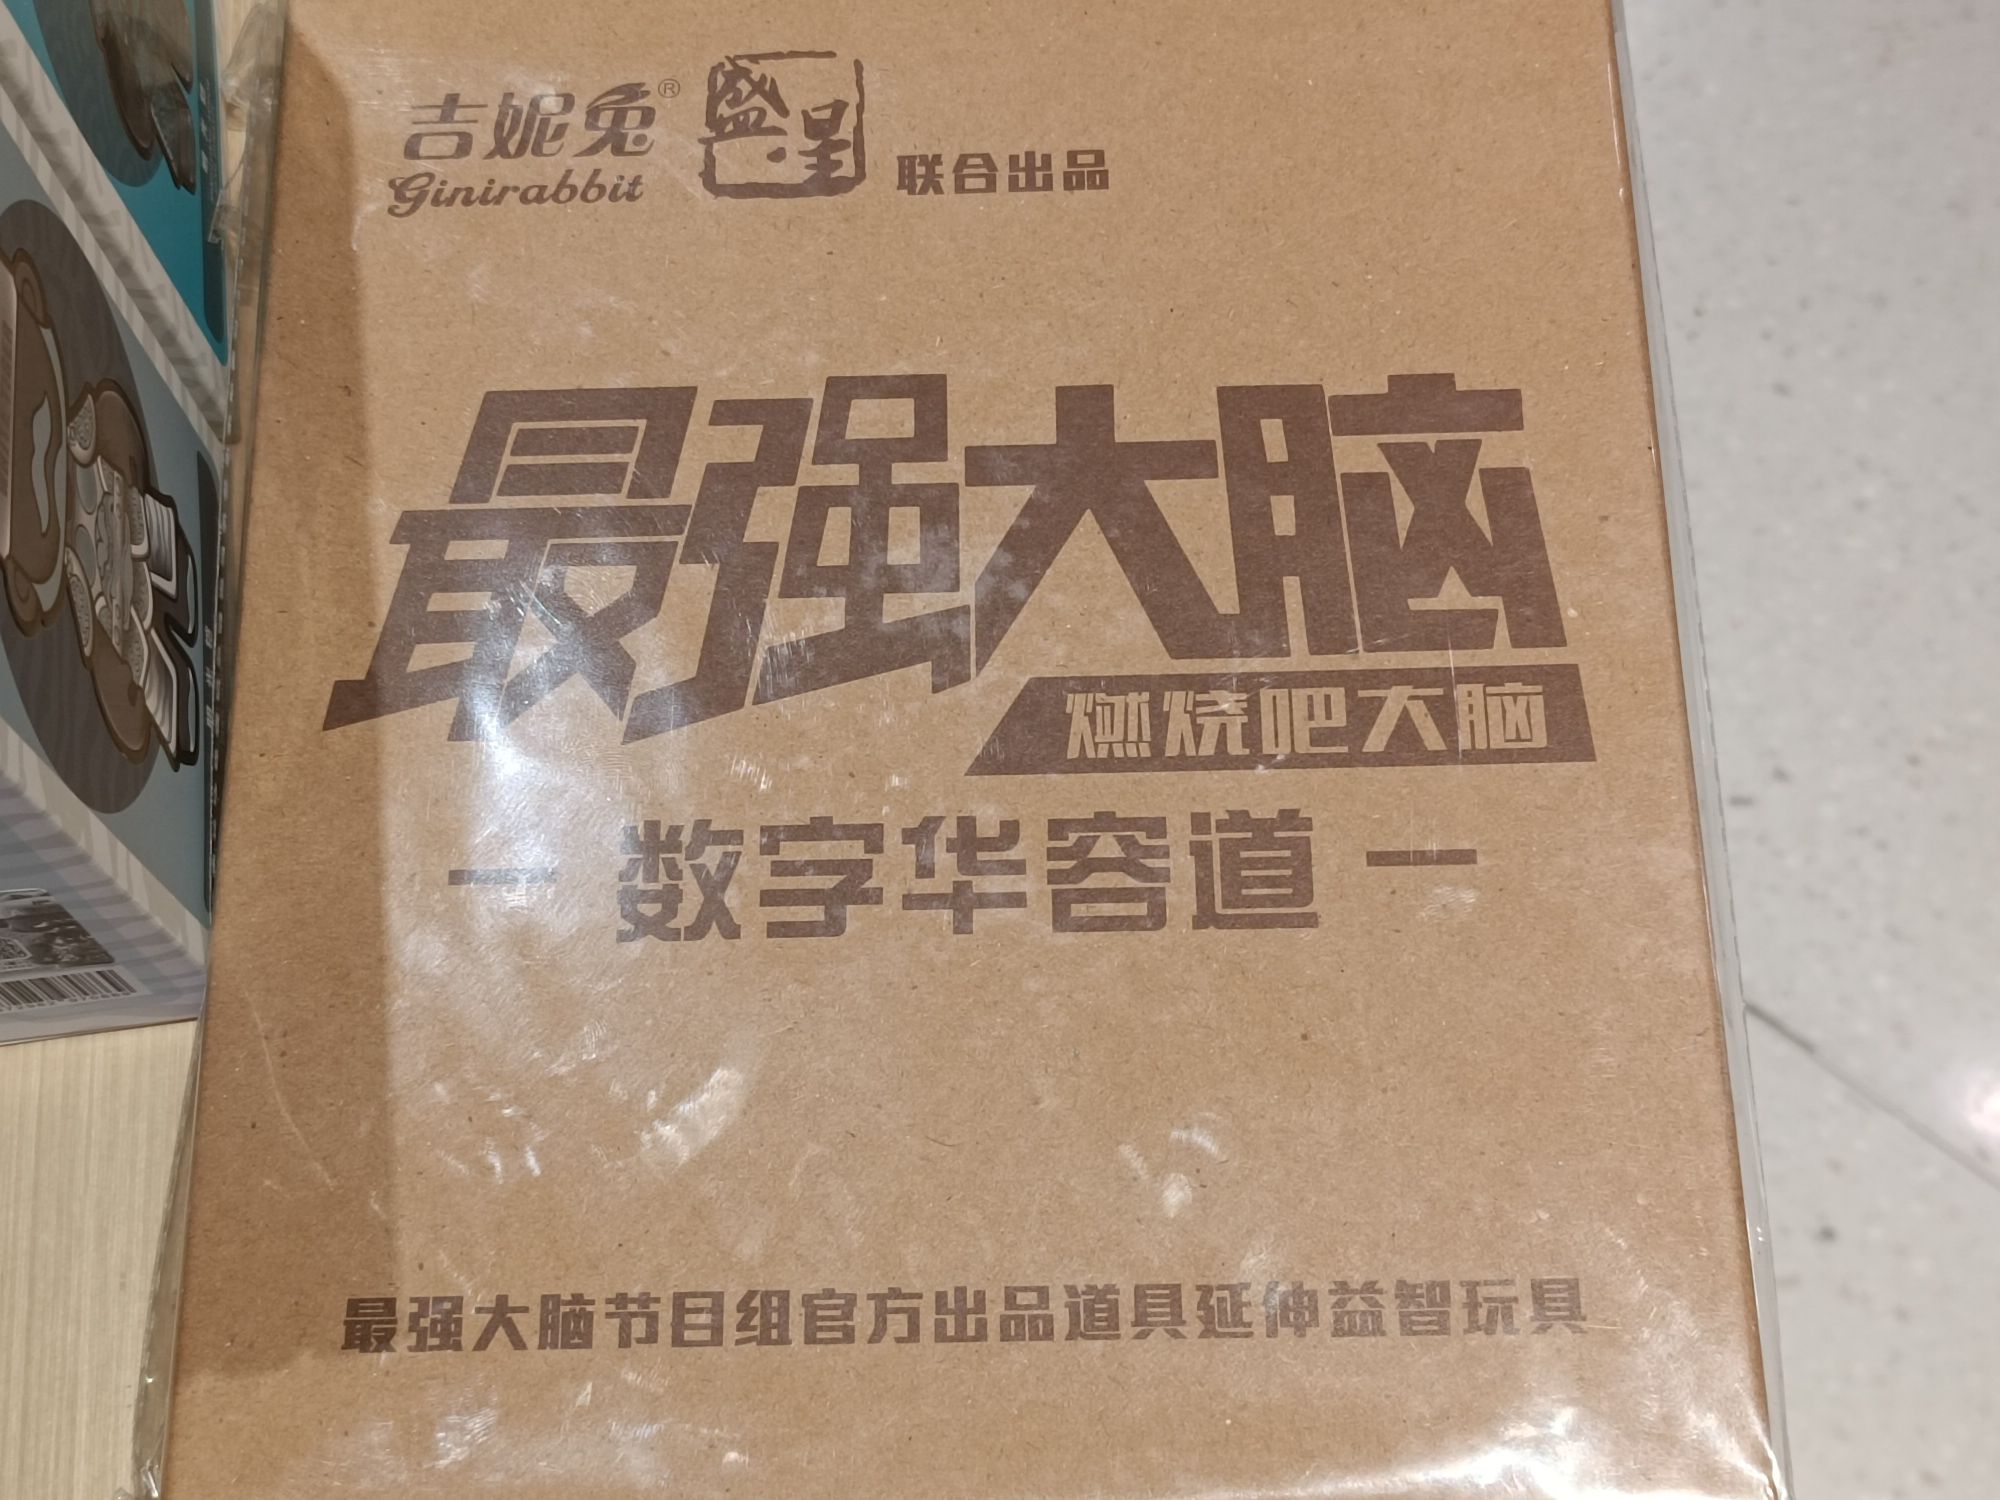 吉妮兔® 盛星 联合出品
Ginirabbit
最强大脑
燃烧吧大脑
数字华容道
最强大脑节目组官方出品道具延伸益智玩具